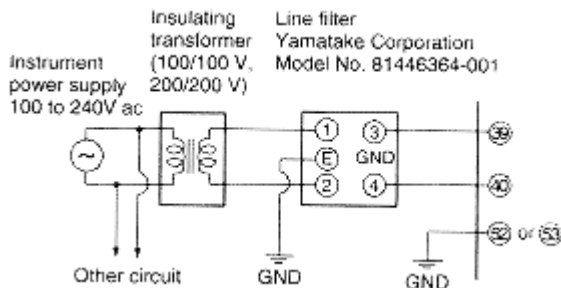 Instrument
power supply
100 to 240V ac
Insulating
transformer
(100/100 V,
200/200 V)
Line filter
Yamatake Corporation
Model No. 81446364-001
~
1
3
E
GND
2
4
39
40
52 or 53
Other circuit
GND
GND